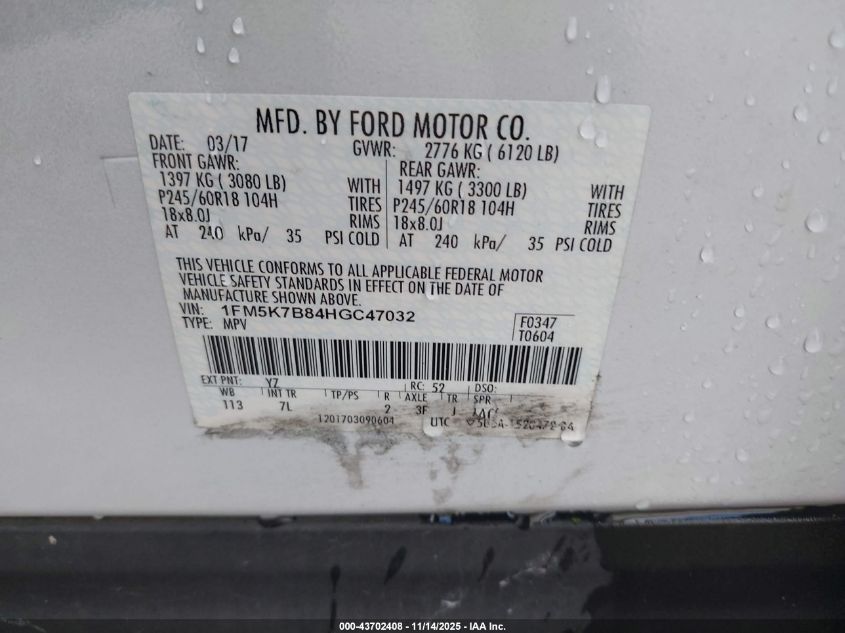 MFD. BY FORD MOTOR CO.
DATE: 03/17 GVWR: 2776 KG ( 6120 LB)
FRONT GAWR: REAR GAWR:
1397 KG ( 3080 LB) WITH 1497 KG ( 3300 LB) WITH
P245/60R18 104H TIRES P245/60R18 104H TIRES
18x8.0J RIMS 18x8.0J RIMS
AT 240 kPa/ 35 PSI COLD AT 240 kPa/ 35 PSI COLD
THIS VEHICLE CONFORMS TO ALL APPLICABLE FEDERAL MOTOR
VEHICLE SAFETY STANDARDS IN EFFECT ON THE DATE OF
MANUFACTURE SHOWN ABOVE.
VIN: 1FM5K7B84HGC47032 F0347
TYPE: MPV T0604
EXT PNT: YZ RC: 52 DSO:
WB INT TR TP/PS R AXLE TR SPR
113 7L 2 3F J
1201703090604 UTC
000-43702408 - 11/14/2025 - IAA Inc.